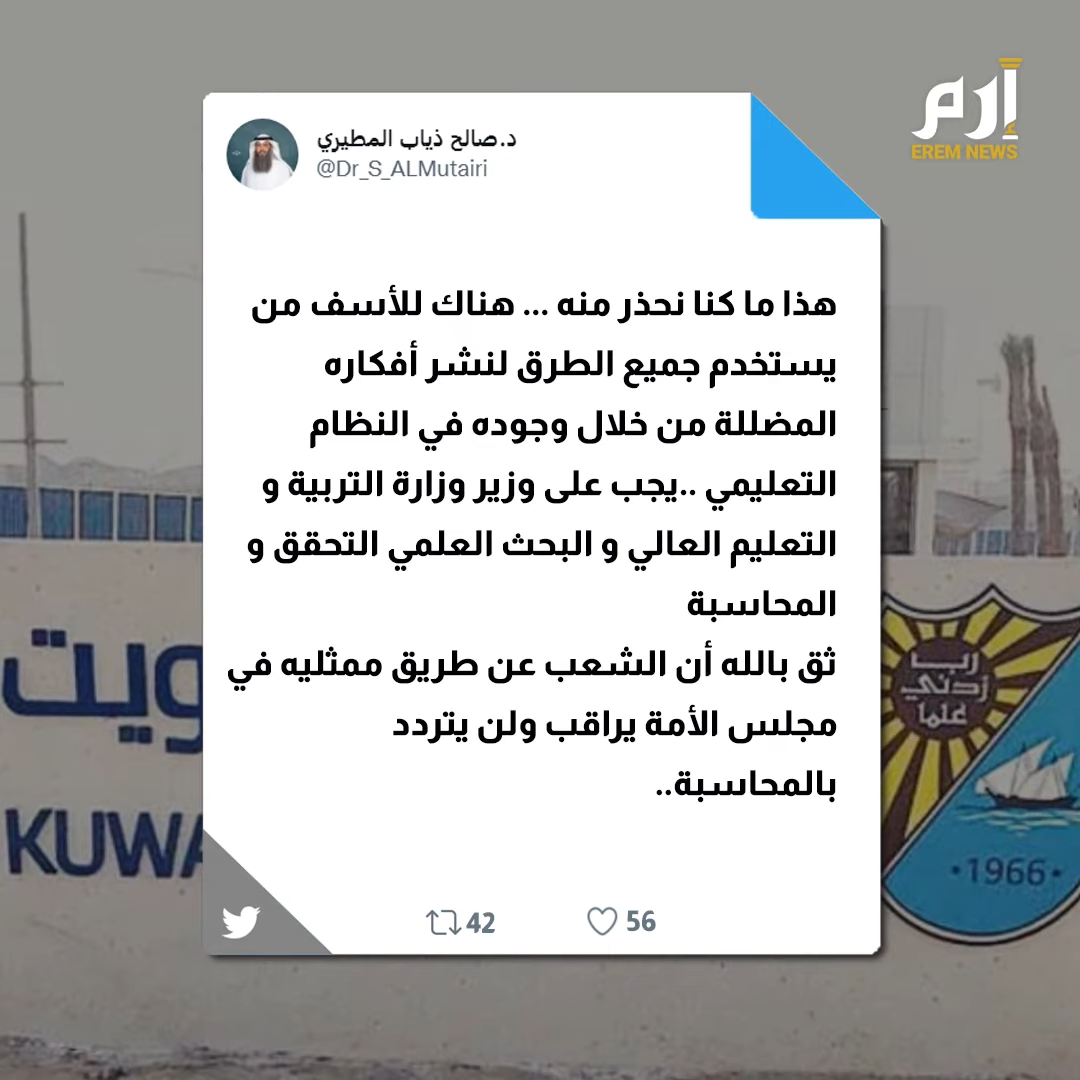 إرم
EREM NEWS
د.صالح ذياب المطيري
@Dr_S_ALMutairi
هذا ما كنا نحذر منه ... هناك للأسف من
يستخدم جميع الطرق لنشر أفكاره
المضللة من خلال وجوده في النظام
التعليمي ..يجب على وزير وزارة التربية و
التعليم العالي و البحث العلمي التحقق و
المحاسبة
ثق بالله أن الشعب عن طريق ممثليه في
مجلس الأمة يراقب ولن يتردد
بالمحاسبة..
42
56
ويت
KUWA
رب
زدني
علما
•1966•